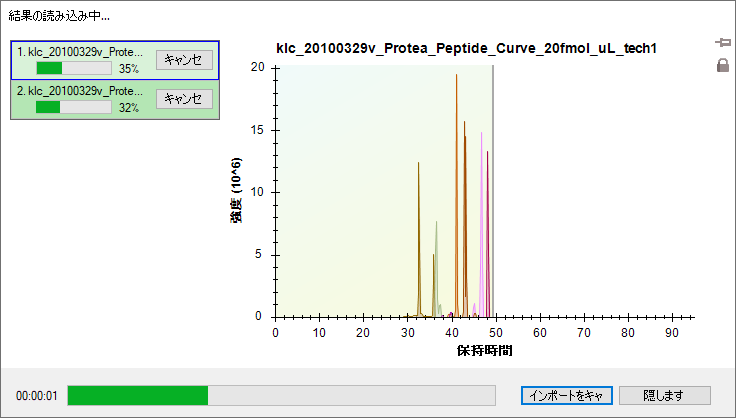 結果の読み込み中...
1. klc_20100329v_Prote...
キャンセ
35%
2. klc_20100329v_Prote...
キャンセ
32%
klc_20100329v_Protea_Peptide_Curve_20fmol_uL_tech1
強度 (10^6)
20
15
10
5
0
0 10 20 30 40 50 60 70 80 90
保持時間
00:00:01
インポートをキャ
隠します